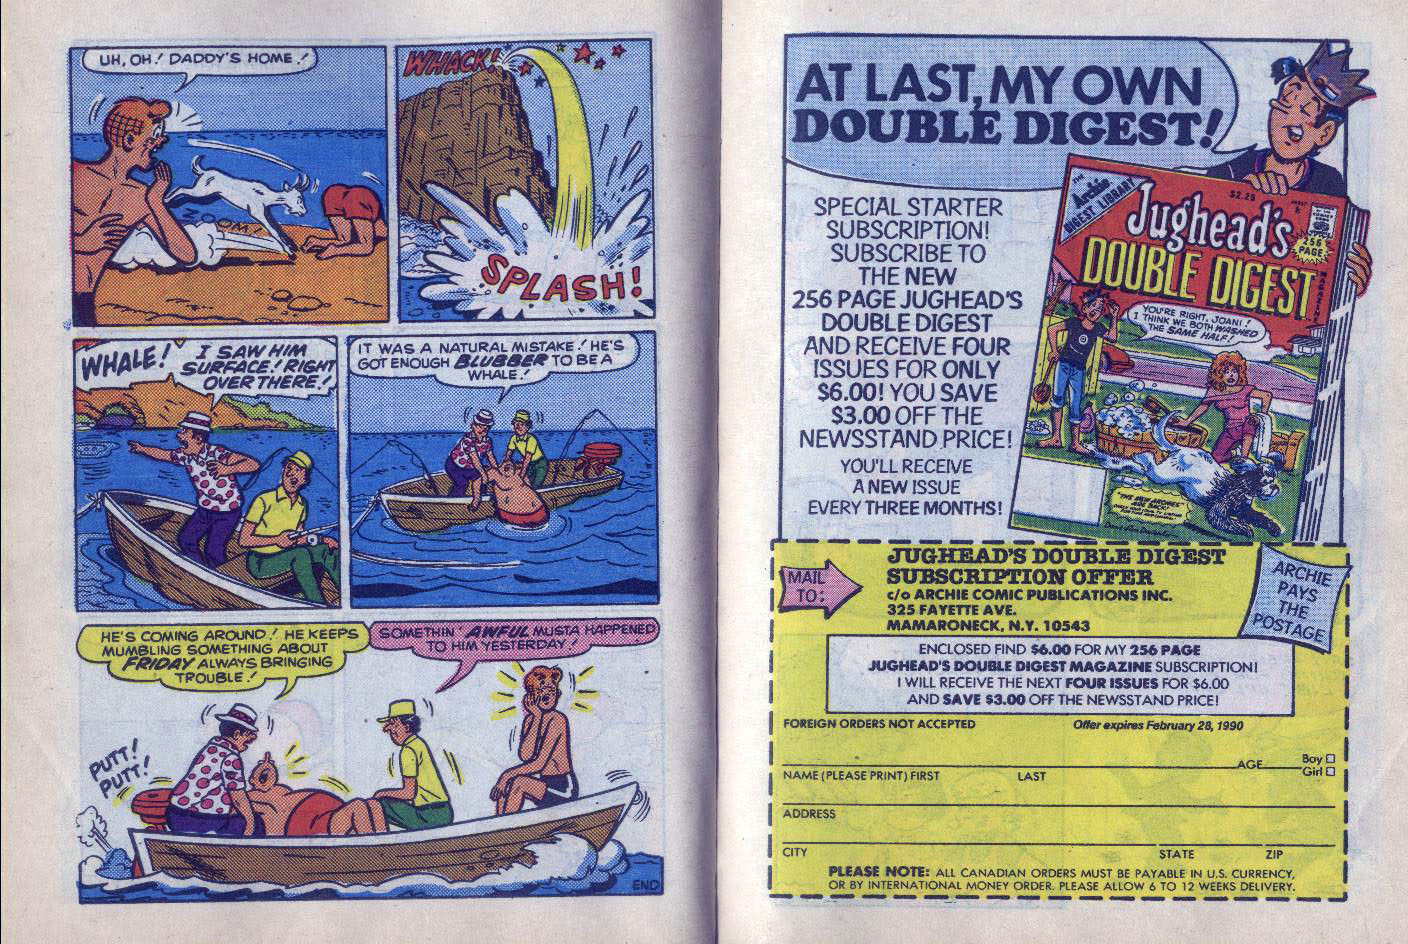 UH, OH! DADDY'S HOME!
ZOOM!
WHACK!
SPLASH!
WHALE!
I SAW HIM
SURFACE! RIGHT
OVER THERE!
IT WAS A NATURAL MISTAKE! HE'S
GOT ENOUGH BLUBBER TO BE A
WHALE!
HE'S COMING AROUND! HE KEEPS
MUMBLING SOMETHING ABOUT
FRIDAY ALWAYS BRINGING
TROUBLE!
SOMETHIN' AWFUL MUSTA HAPPENED
TO HIM YESTERDAY!
PUTT!
PUTT!
END
AT LAST, MY OWN
DOUBLE DIGEST!
SPECIAL STARTER
SUBSCRIPTION!
SUBSCRIBE TO
THE NEW
256 PAGE JUGHEAD'S
DOUBLE DIGEST
AND RECEIVE FOUR
ISSUES FOR ONLY
$6.00! YOU SAVE
$3.00 OFF THE
NEWSSTAND PRICE!
YOU'LL RECEIVE
A NEW ISSUE
EVERY THREE MONTHS!
THE
Archie
DIGEST LIBRARY
$2.25
Jughead's
DOUBLE DIGEST
MAGAZINE
256
PAGE
YOU'RE RIGHT, JOANI!
I THINK WE BOTH WASHED
THE SAME HALF!
"THE NEW ARCHIES"
ARE BACK!
MAIL
TO:
JUGHEAD'S DOUBLE DIGEST
SUBSCRIPTION OFFER
c/o ARCHIE COMIC PUBLICATIONS INC.
325 FAYETTE AVE.
MAMARONECK, N.Y. 10543
ARCHIE
PAYS
THE
POSTAGE
ENCLOSED FIND $6.00 FOR MY 256 PAGE
JUGHEAD'S DOUBLE DIGEST MAGAZINE SUBSCRIPTION!
I WILL RECEIVE THE NEXT FOUR ISSUES FOR $6.00
AND SAVE $3.00 OFF THE NEWSSTAND PRICE!
FOREIGN ORDERS NOT ACCEPTED Offer expires February 28, 1990
AGE Boy
Girl
NAME (PLEASE PRINT) FIRST LAST
ADDRESS
CITY STATE ZIP
PLEASE NOTE: ALL CANADIAN ORDERS MUST BE PAYABLE IN U.S. CURRENCY,
OR BY INTERNATIONAL MONEY ORDER. PLEASE ALLOW 6 TO 12 WEEKS DELIVERY.